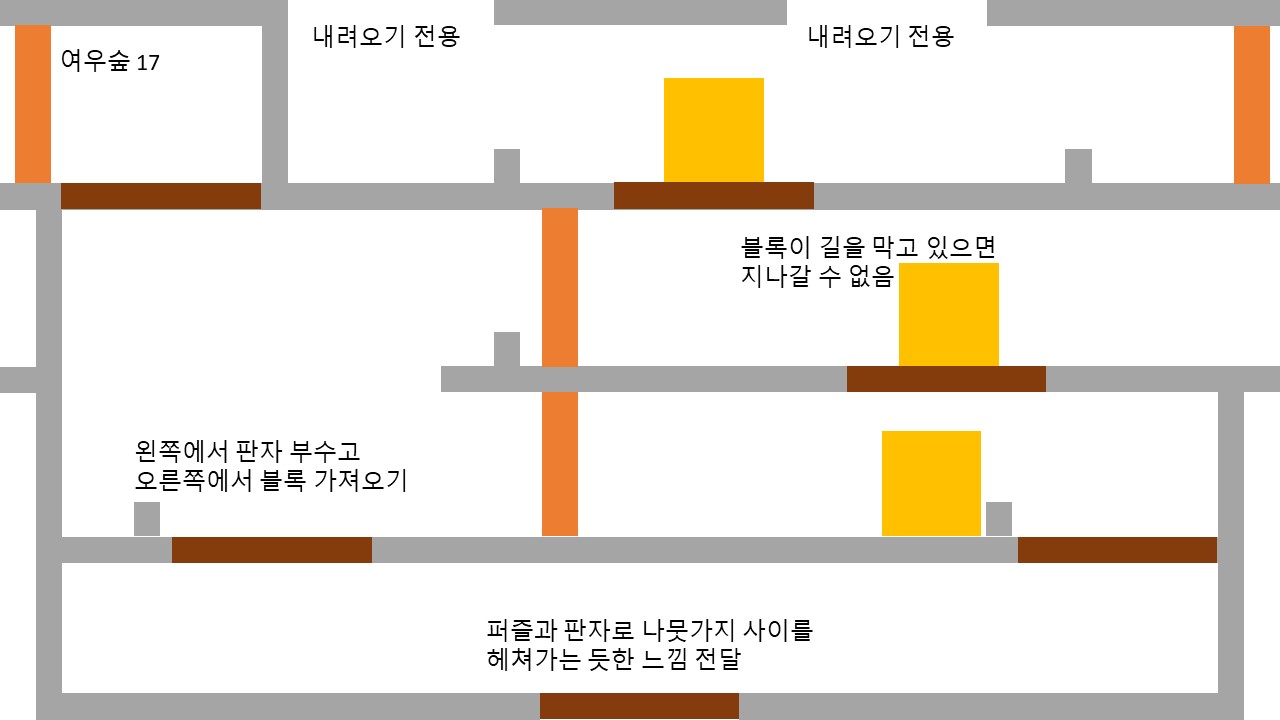 내려오기 전용
내려오기 전용
여우숲 17
블록이 길을 막고 있으면
지나갈 수 없음
왼쪽에서 판자 부수고
오른쪽에서 블록 가져오기
퍼즐과 판자로 나뭇가지 사이를
헤쳐가는 듯한 느낌 전달